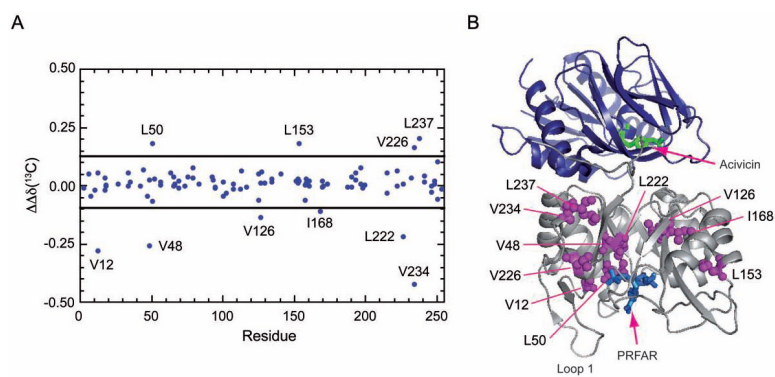 A
ΔΔδ(¹³C)
0.50
0.25
0.00
-0.25
-0.50
0
50
100
150
200
250
Residue
L50
L153
L237
V226
V12
V48
V126
I168
L222
V234
B
Acivicin
L237
L222
V126
V234
I168
V48
V226
L153
V12
L50
PRFAR
Loop 1